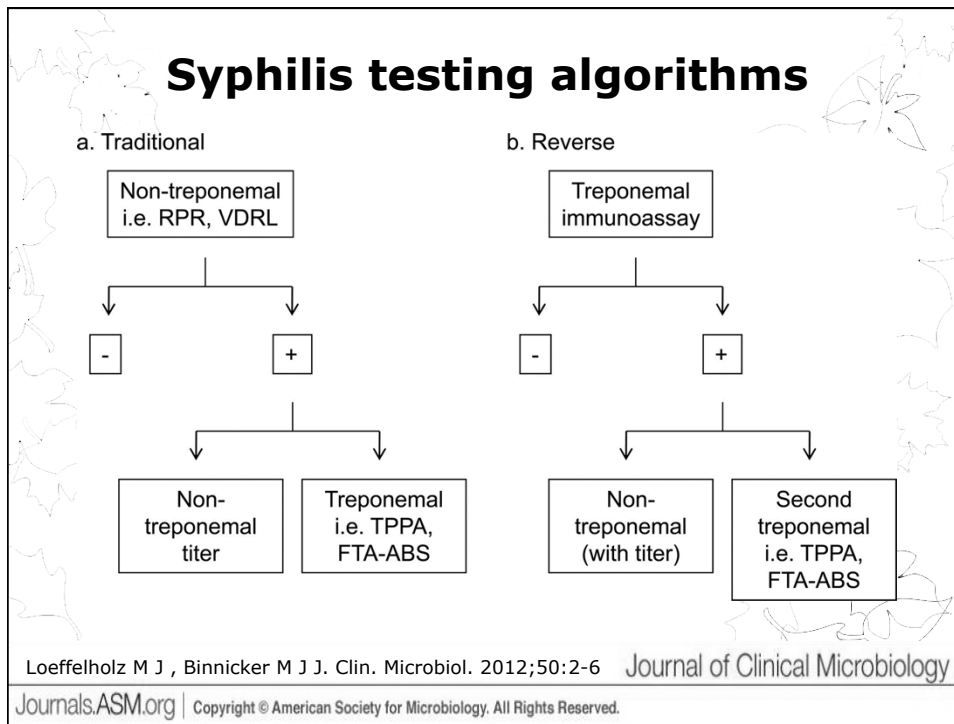 Syphilis testing algorithms
a. Traditional
Non-treponemal
i.e. RPR, VDRL
-
+
Non-
treponemal
titer
Treponemal
i.e. TPPA,
FTA-ABS
b. Reverse
Treponemal
immunoassay
-
+
Non-
treponemal
(with titer)
Second
treponemal
i.e. TPPA,
FTA-ABS
Loeffelholz M J , Binnicker M J J. Clin. Microbiol. 2012;50:2-6
Journal of Clinical Microbiology
Journals.ASM.org | Copyright © American Society for Microbiology. All Rights Reserved.